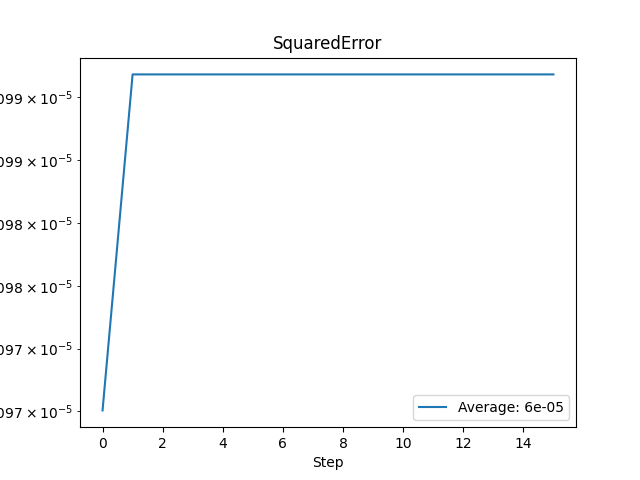 SquaredError
099 × 10⁻⁵
099 × 10⁻⁵
098 × 10⁻⁵
098 × 10⁻⁵
097 × 10⁻⁵
097 × 10⁻⁵
Average: 6e-05
0 2 4 6 8 10 12 14
Step